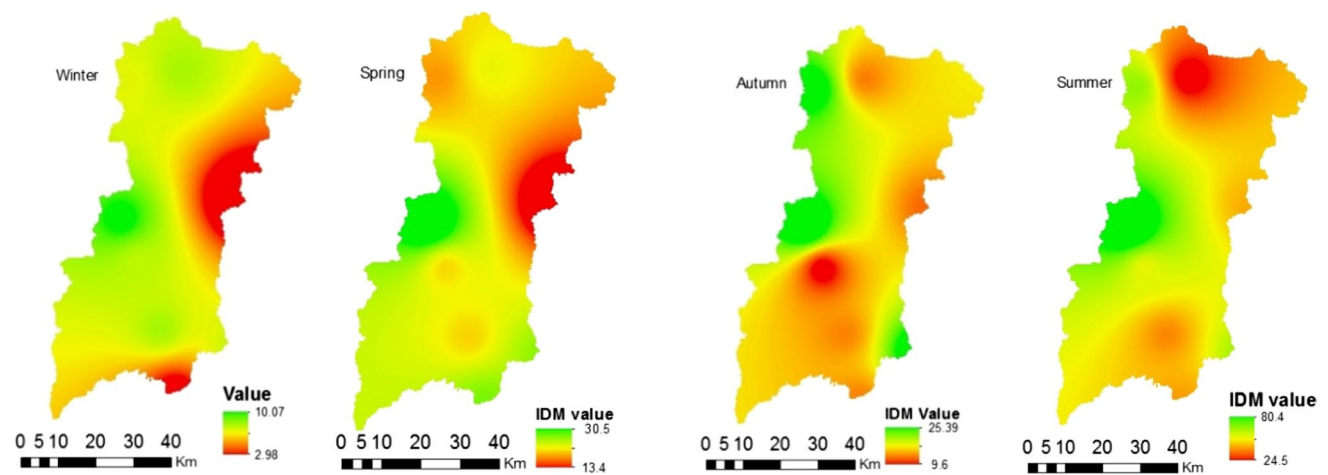 Winter
Value
10.07
2.98
0 5 10 20 30 40
Km
Spring
IDM value
30.5
13.4
0 5 10 20 30 40
Km
Autumn
IDM value
25.39
9.6
0 5 10 20 30 40
Km
Summer
IDM value
80.4
24.5
0 5 10 20 30 40
Km